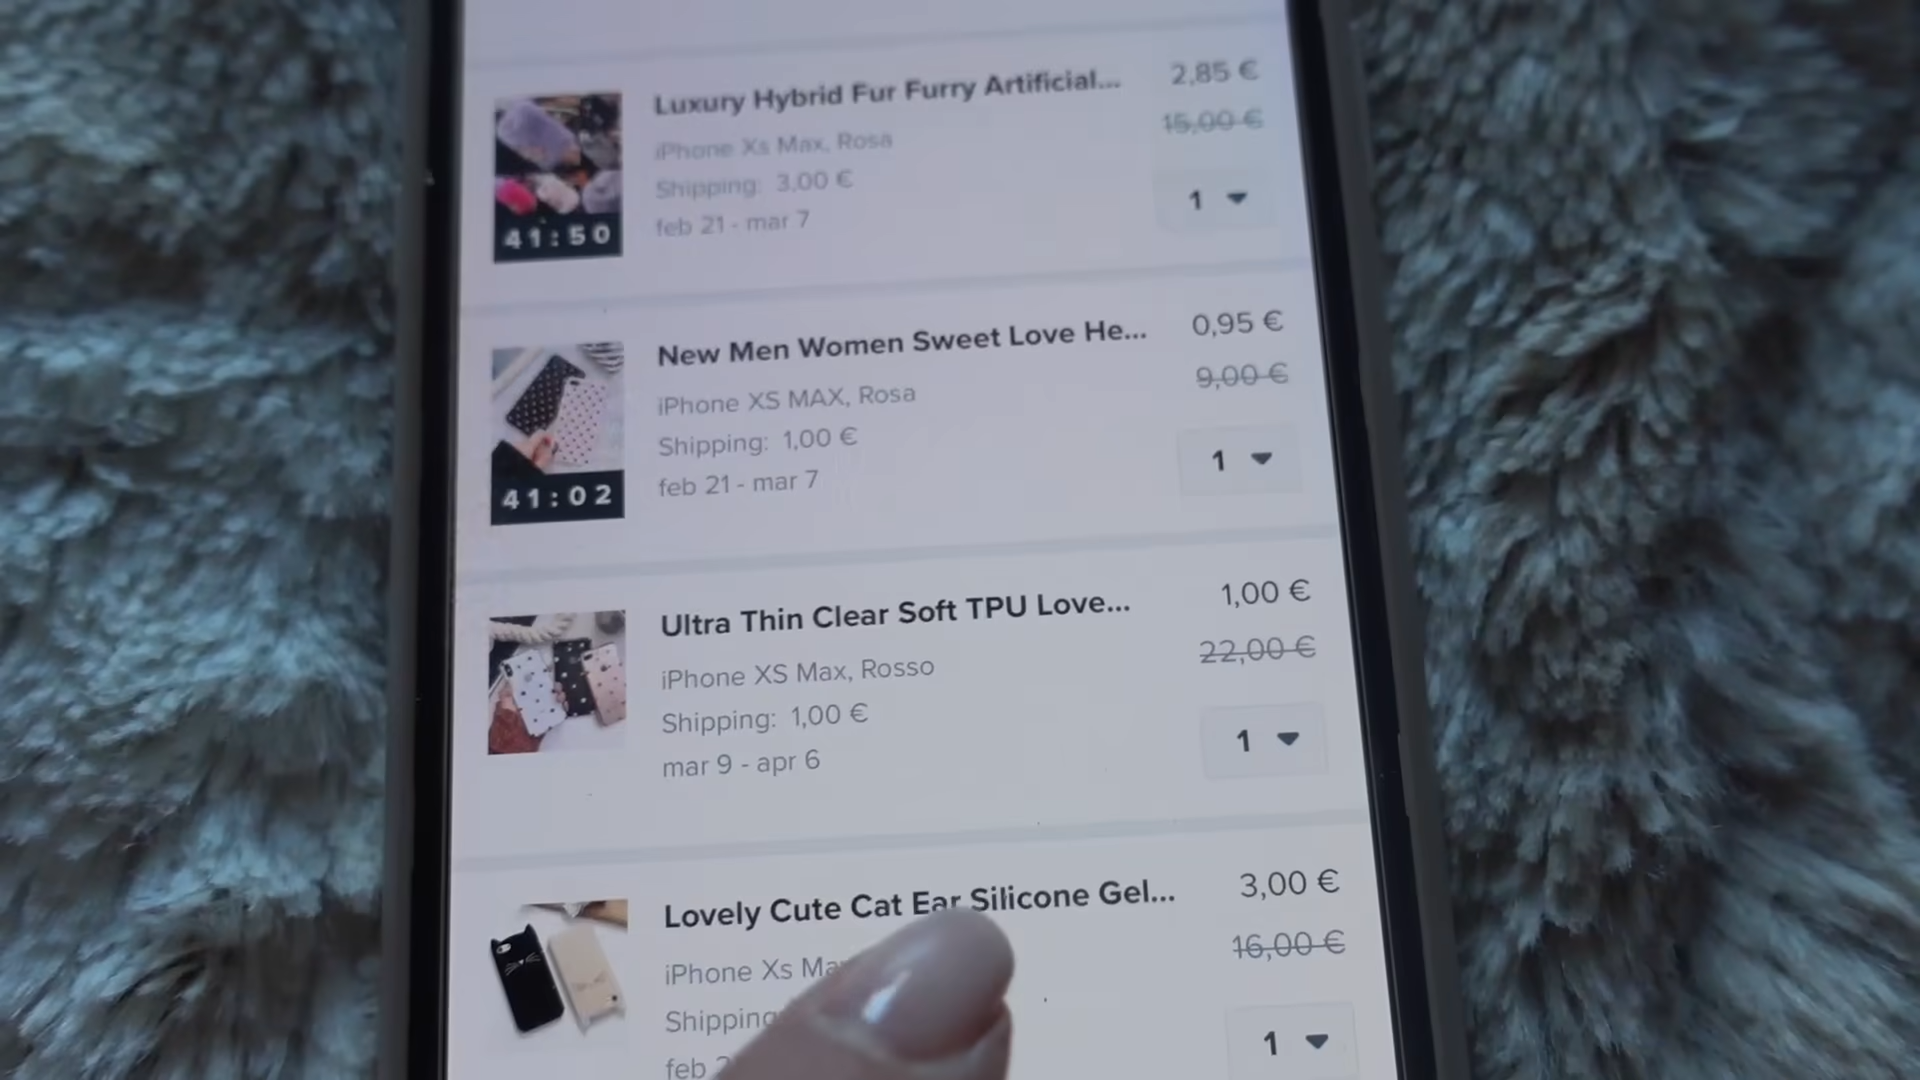 Luxury Hybrid Fur Furry Artificial...
2,85 €
iPhone Xs Max, Rosa
15,00 €
Shipping: 3,00 €
1
feb 21 - mar 7
41:50
New Men Women Sweet Love He...
0,95 €
iPhone XS MAX, Rosa
9,00 €
Shipping: 1,00 €
1
feb 21 - mar 7
41:02
Ultra Thin Clear Soft TPU Love...
1,00 €
iPhone XS Max, Rosso
22,00 €
Shipping: 1,00 €
1
mar 9 - apr 6
Lovely Cute Cat Ear Silicone Gel...
3,00 €
iPhone Xs
16,00 €
Shipping
1
feb